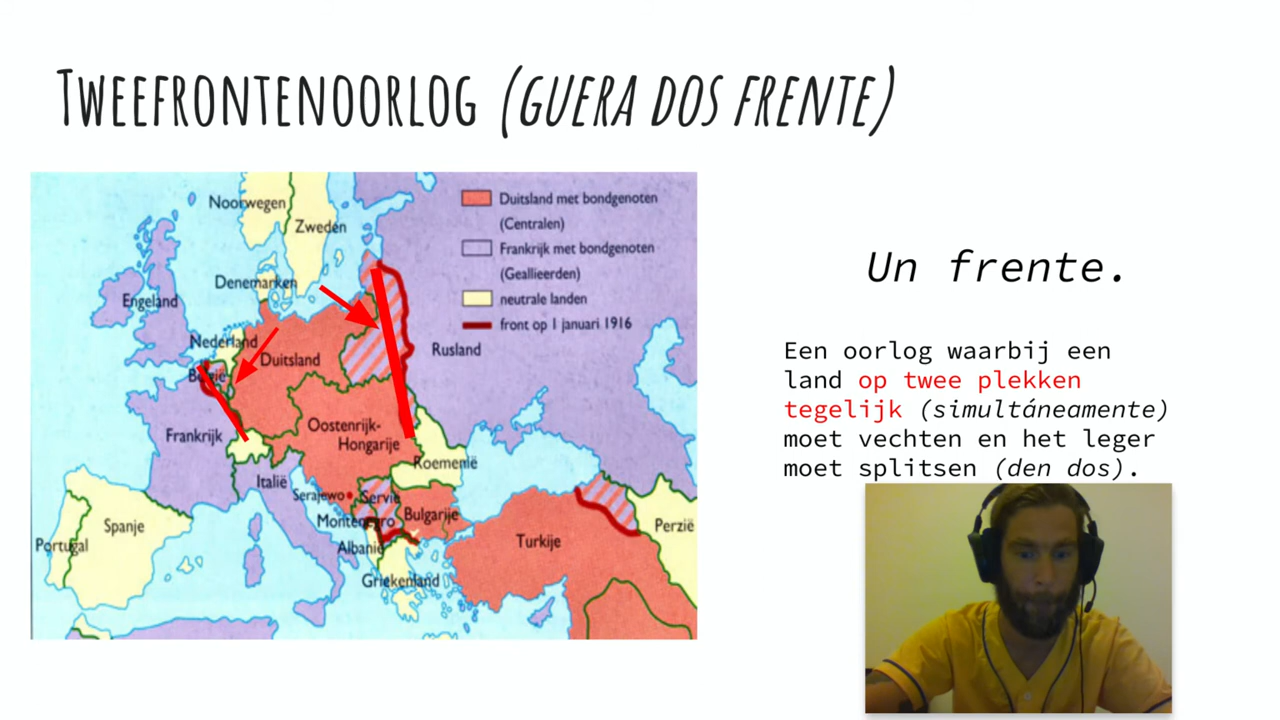 TWEEFRONTENOORLOG (GUERA DOS FRENTE)
Noorwegen
Zweden
Denemarken
Engeland
Nederland
België
Duitsland
Rusland
Frankrijk
Oostenrijk-
Hongarije
Roemenië
Italië
Serajewo
Servië
Montenegro
Bulgarije
Albanië
Griekenland
Turkije
Perzië
Spanje
Portugal
Duitsland met bondgenoten
(Centralen)
Frankrijk met bondgenoten
(Geallieerden)
neutrale landen
front op 1 januari 1916
Un frente.
Een oorlog waarbij een
land op twee plekken
tegelijk (simultáneamente)
moet vechten en het leger
moet splitsen (den dos).